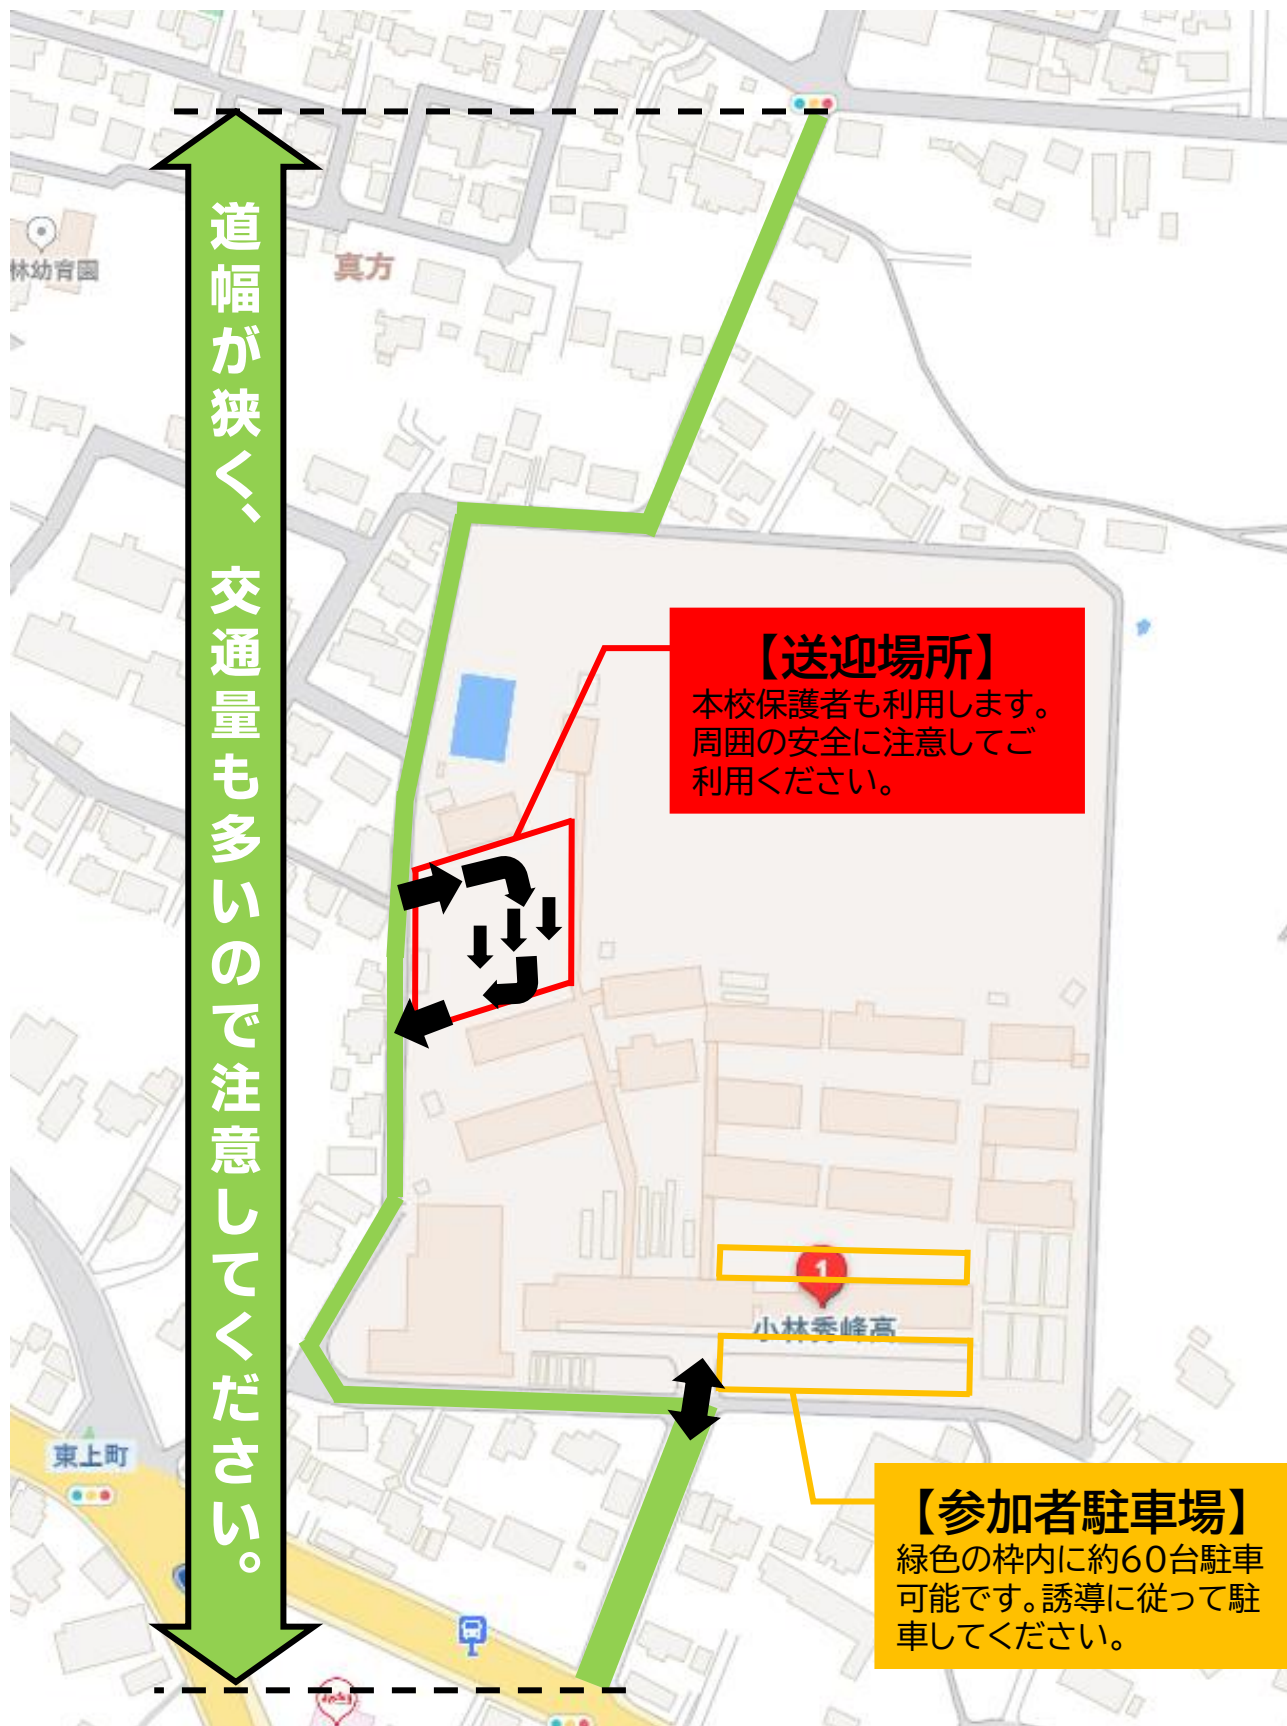 林幼育園
真方
道幅が狭く、交通量も多いので注意してください。
【送迎場所】
本校保護者も利用します。
周囲の安全に注意してご
利用ください。
1
小林秀峰高
東上町
【参加者駐車場】
緑色の枠内に約60台駐車
可能です。誘導に従って駐
車してください。